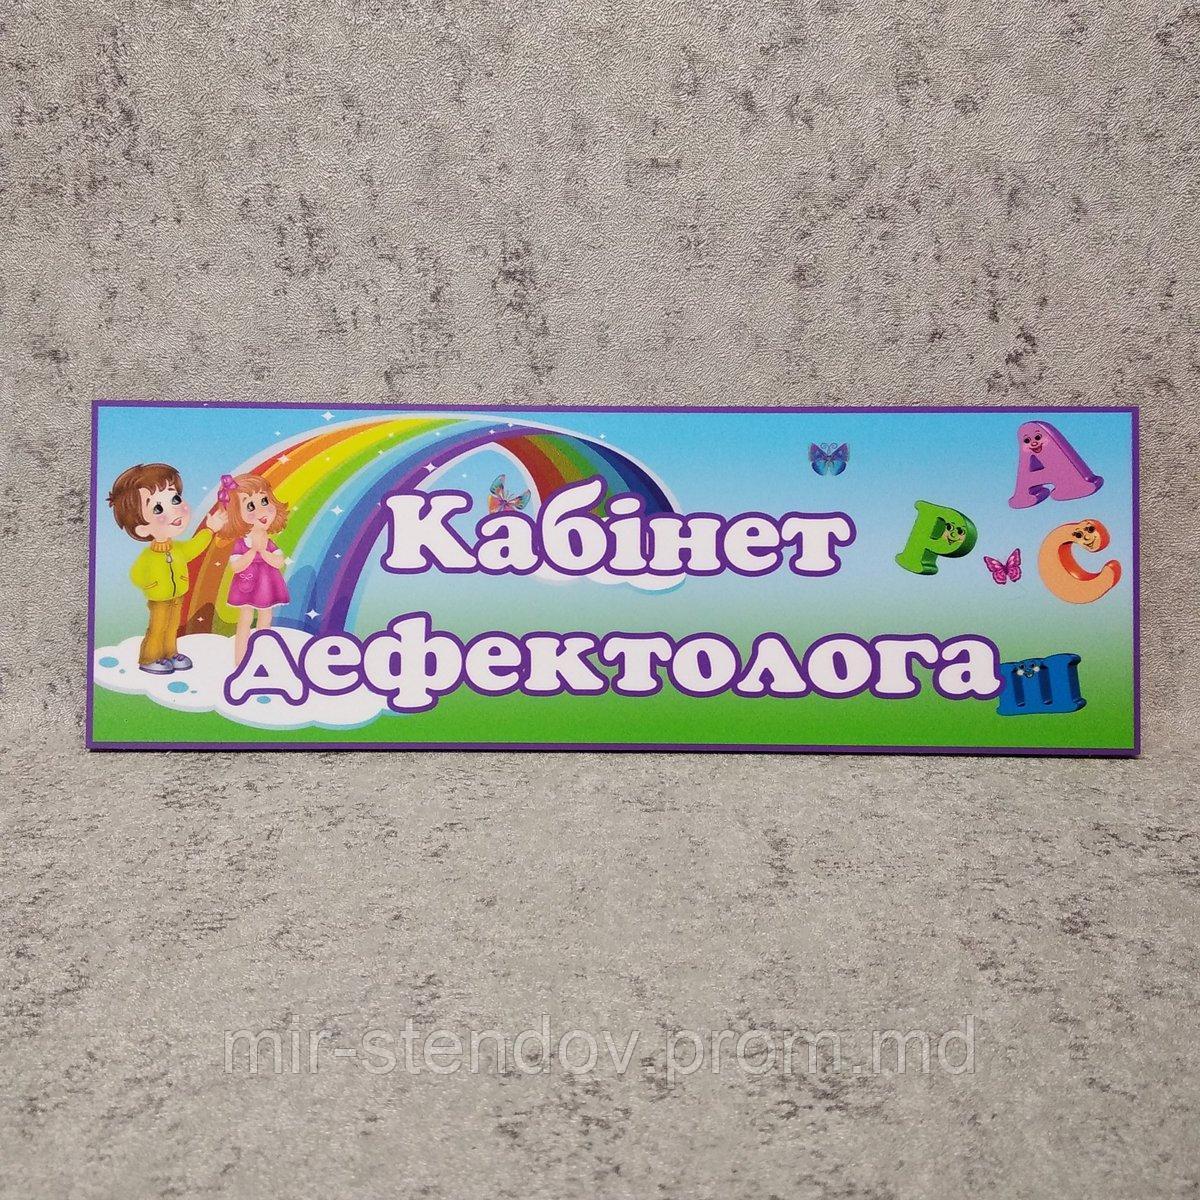 Кабінет
дефектолога
А
Р
С
Ш
mir-stendov.prom.md